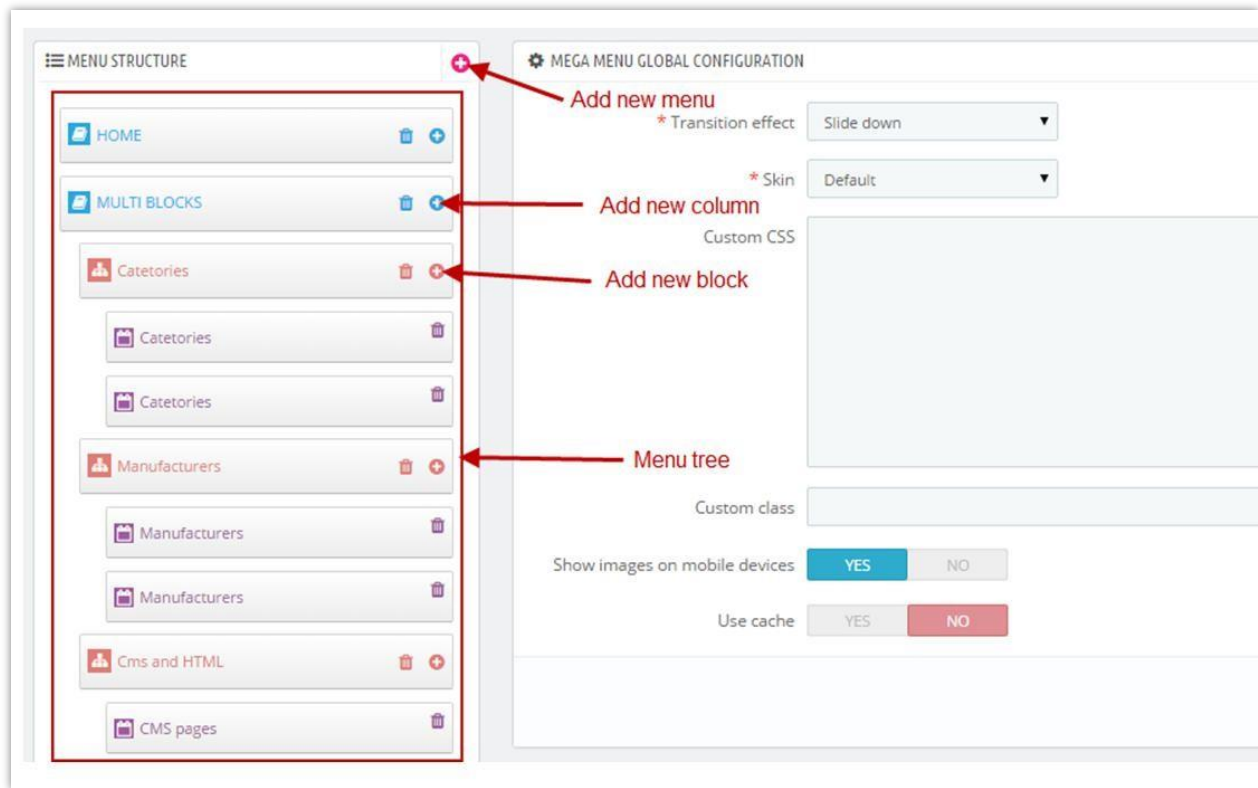 MENU STRUCTURE
HOME
MULTI BLOCKS
Catetories
Catetories
Catetories
Manufacturers
Manufacturers
Manufacturers
Cms and HTML
CMS pages
MEGA MENU GLOBAL CONFIGURATION
Add new menu
* Transition effect Slide down
* Skin Default
Add new column
Custom CSS
Add new block
Menu tree
Custom class
Show images on mobile devices YES NO
Use cache YES NO